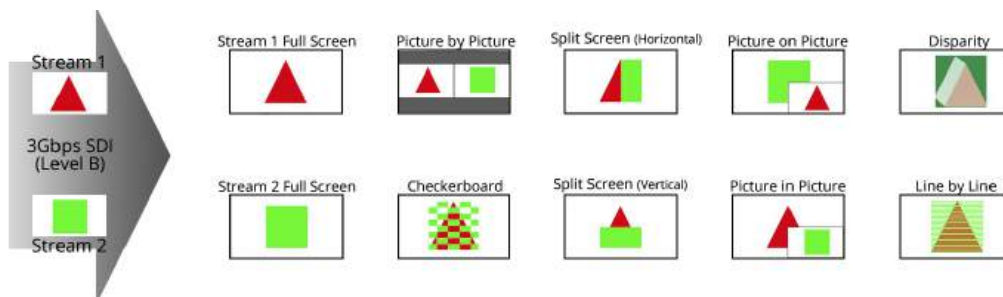 Stream 1
3Gbps SDI
(Level B)
Stream 2
Stream 1 Full Screen
Picture by Picture
Split Screen (Horizontal)
Picture on Picture
Disparity
Stream 2 Full Screen
Checkerboard
Split Screen (Vertical)
Picture in Picture
Line by Line